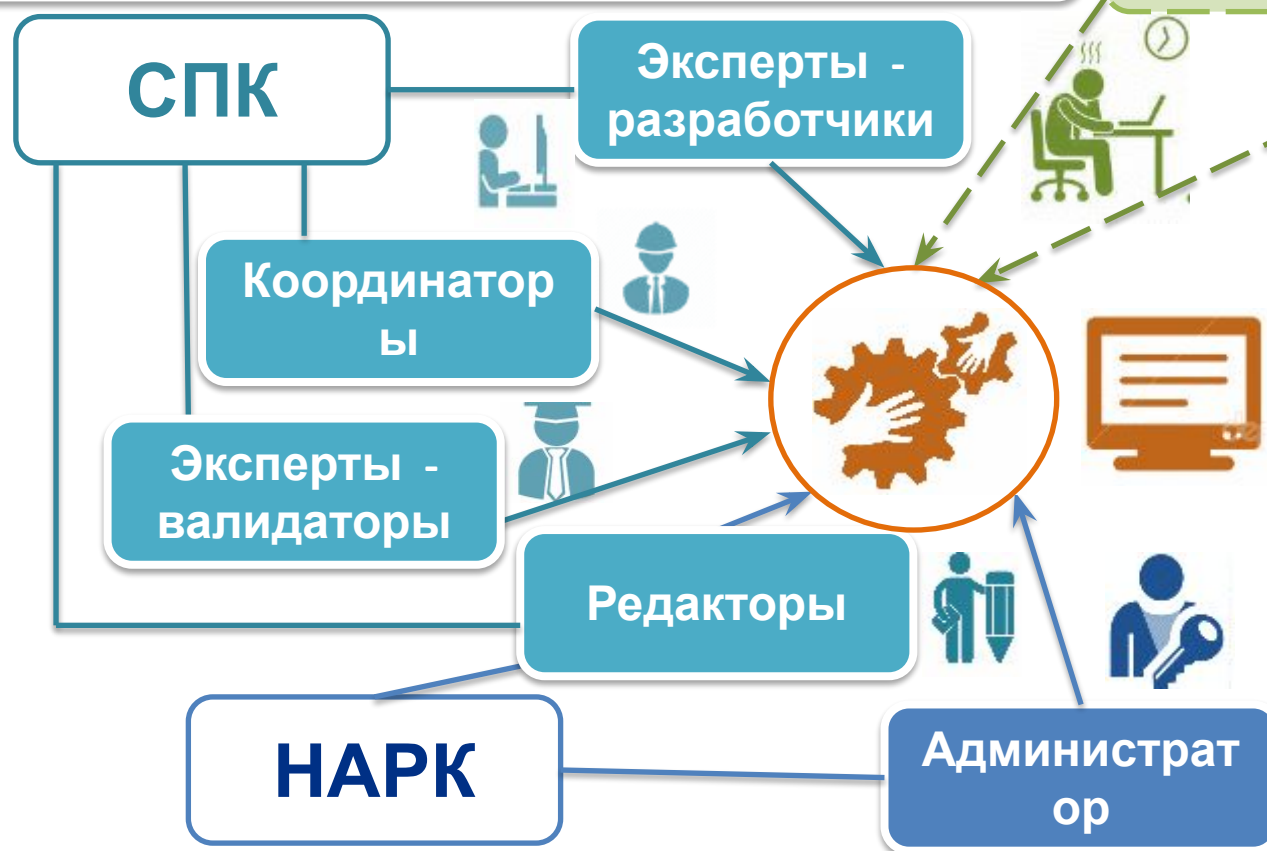 СПК
Эксперты -
разработчики
Координатор
ы
Эксперты -
валидаторы
Редакторы
НАРК
Администрат
ор